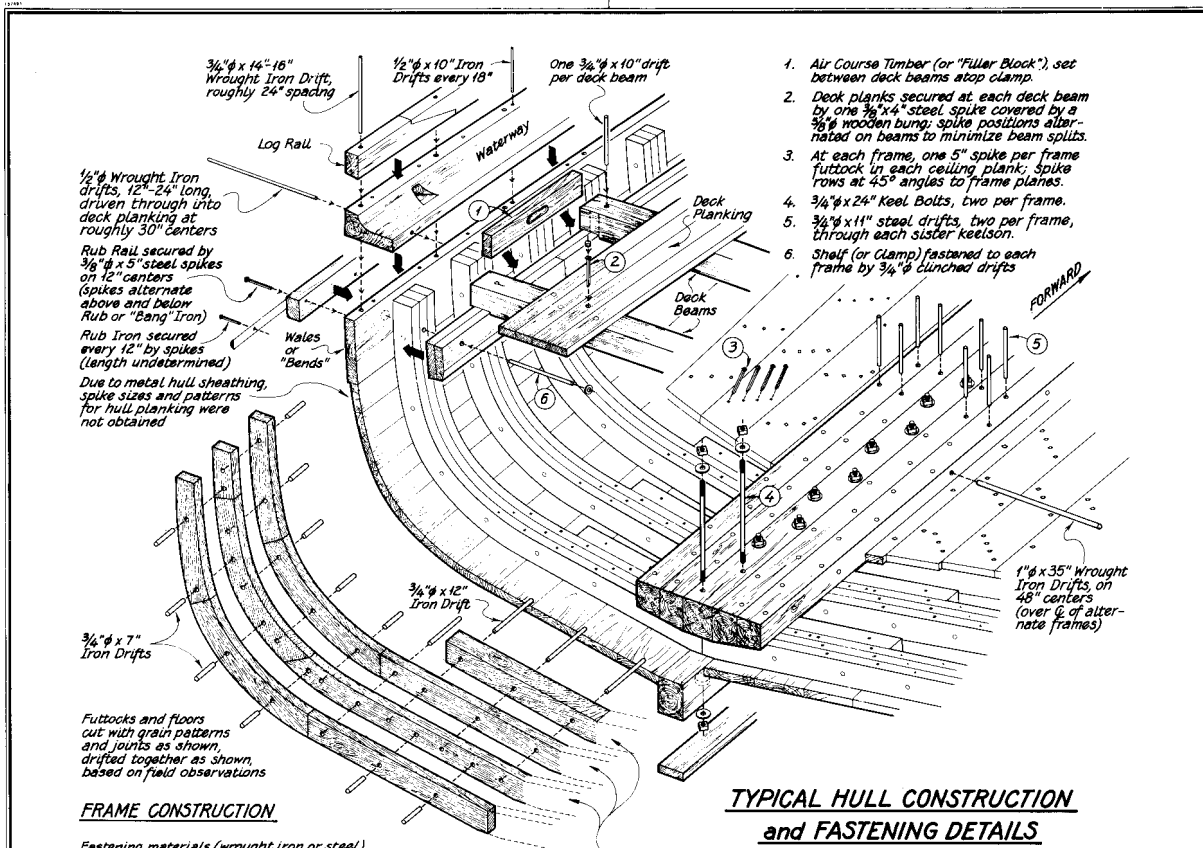 3/4"ϕ x 14"-16"
Wrought Iron Drift,
roughly 24" spacing
1/2"ϕ x 10" Iron
Drifts every 18"
One 3/4"ϕ x 10" drift
per deck beam
Log Rail
Waterway
1/2"ϕ Wrought Iron
drifts, 12"-24" long,
driven through into
deck planking at
roughly 30" centers
Rub Rail secured by
3/8"ϕ x 5" steel spikes
on 12" centers
(spikes alternate
above and below
Rub or "Bang" Iron)
Rub Iron secured
every 12" by spikes
(length undetermined)
Due to metal hull sheathing,
spike sizes and patterns
for hull planking were
not obtained
Wales
or
"Bends"
1
2
Deck
Planking
Deck
Beams
3
4
5
6
FORWARD
1. Air Course Timber (or "Filler Block"), set
between deck beams atop clamp.
2. Deck planks secured at each deck beam
by one 3/8"x4" steel spike covered by a
5/8"ϕ wooden bung; spike positions alter-
nated on beams to minimize beam splits.
3. At each frame, one 5" spike per frame
futtock in each ceiling plank; spike
rows at 45° angles to frame planes.
4. 3/4"ϕ x 24" Keel Bolts, two per frame.
5. 3/4"ϕ x 11" steel drifts, two per frame,
through each sister keelson.
6. Shelf (or Clamp) fastened to each
frame by 3/4"ϕ clinched drifts
3/4"ϕ x 12"
Iron Drift
3/4"ϕ x 7"
Iron Drifts
1"ϕ x 35" Wrought
Iron Drifts, on
48" centers
(over ℄ of alter-
nate frames)
Futtocks and floors
cut with grain patterns
and joints as shown,
drifted together as shown,
based on field observations
FRAME CONSTRUCTION
Fastening materials (wrought iron or steel)
TYPICAL HULL CONSTRUCTION
and FASTENING DETAILS